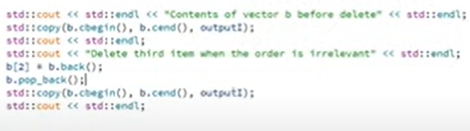 std::cout << std::endl << "Contents of vector b before delete" << std::endl;
std::copy(b.cbegin(), b.cend(), outputI);
std::cout << std::endl;
std::cout << "Delete third item when the order is irrelevant" << std::endl;
b[2] = b.back();
b.pop_back();
std::copy(b.cbegin(), b.cend(), outputI);
std::cout << std::endl;